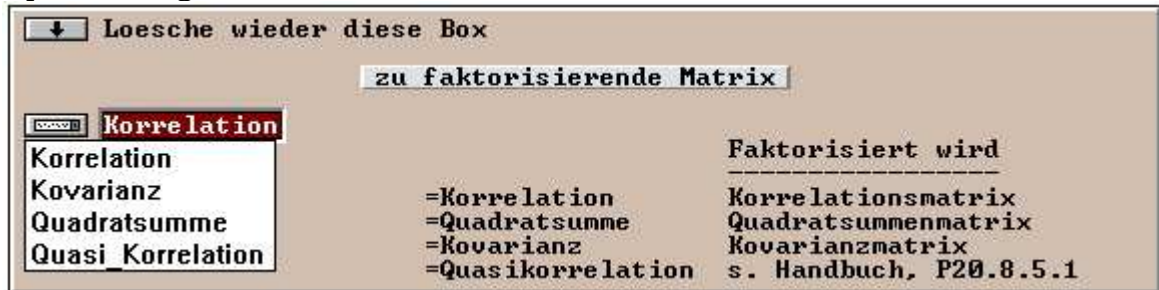 Loesche wieder diese Box
zu faktorisierende Matrix
Korrelation
Korrelation
Kovarianz
Quadratsumme
Quasi_Korrelation
Faktorisiert wird
=Korrelation Korrelationsmatrix
=Quadratsumme Quadratsummenmatrix
=Kovarianz Kovarianzmatrix
=Quasikorrelation s. Handbuch, P20.8.5.1